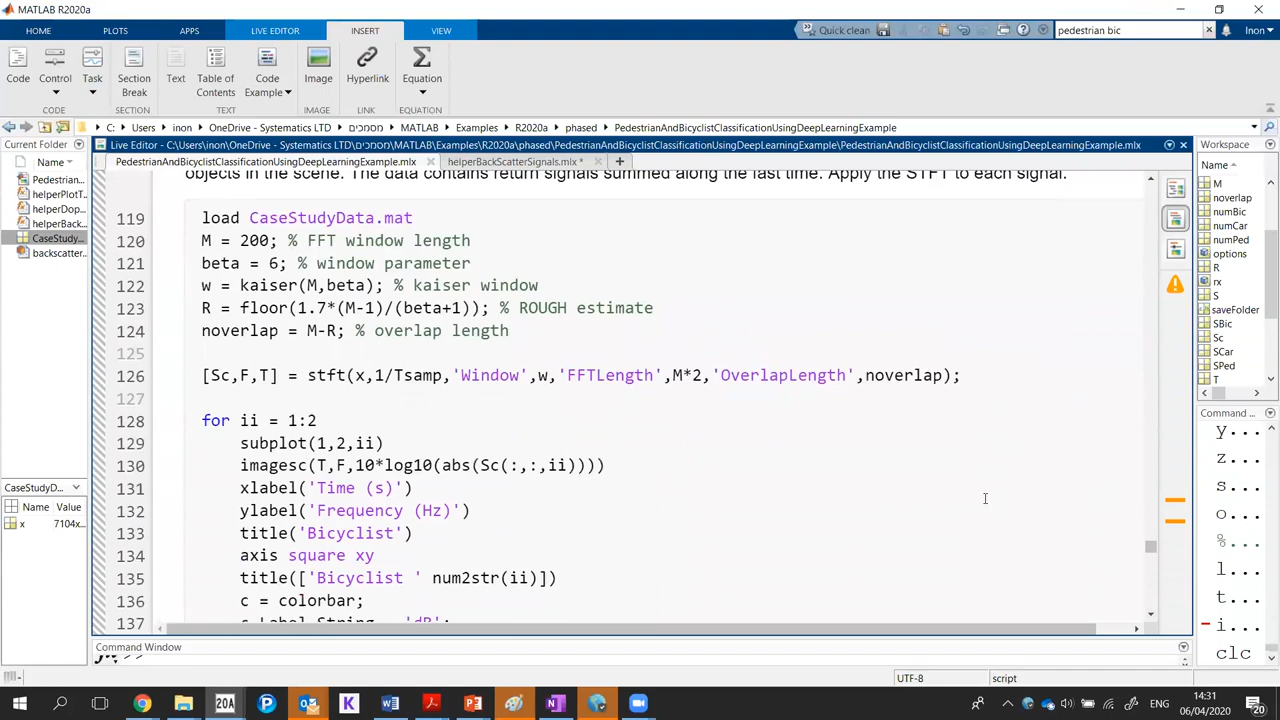 MATLAB R2020a
HOME PLOTS APPS LIVE EDITOR INSERT VIEW
Quick clean
pedestrian bic
Inon
Code Control Task Section Break Text Table of Contents Code Example Image Hyperlink Equation
CODE SECTION TEXT IMAGE LINK EQUATION
C: Users inon OneDrive - Systematics LTD מסמכים MATLAB Examples R2020a phased PedestrianAndBicyclistClassificationUsingDeepLearningExample
Current Folder
Live Editor - C:\Users\inon\OneDrive - Systematics LTD\מסמכים\MATLAB\Examples\R2020a\phased\PedestrianAndBicyclistClassificationUsingDeepLearningExample\PedestrianAndBicyclistClassificationUsingDeepLearningExample.mlx
Workspace
Name
PedestrianAndBicyclistClassificationUsingDeepLearningExample.mlx
helperBackScatterSignals.mlx *
Pedestrian...
helperPlotT...
helperDop...
helperBack...
CaseStudy...
backscatter...
objects in the scene. The data contains return signals summed along the last time. Apply the STFT to each signal.
119 load CaseStudyData.mat
120 M = 200; % FFT window length
121 beta = 6; % window parameter
122 w = kaiser(M,beta); % kaiser window
123 R = floor(1.7*(M-1)/(beta+1)); % ROUGH estimate
124 noverlap = M-R; % overlap length
125
126 [Sc,F,T] = stft(x,1/Tsamp,'Window',w,'FFTLength',M*2,'OverlapLength',noverlap);
127
128 for ii = 1:2
129 subplot(1,2,ii)
130 imagesc(T,F,10*log10(abs(Sc(:,:,ii))))
131 xlabel('Time (s)')
132 ylabel('Frequency (Hz)')
133 title('Bicyclist')
134 axis square xy
135 title(['Bicyclist ' num2str(ii)])
136 c = colorbar;
137 c.Label.String = 'dB';
Name
M
noverlap
numBic
numCar
numPed
options
R
rx
S
saveFolder
SBic
Sc
SCar
SPed
T
CaseStudyD...
Name Value
x 7104x...
Command ...
y...
z...
s...
o...
%...
l...
t...
i...
clc
Command Window
>>
UTF-8 script
ENG
14:31
06/04/2020
20